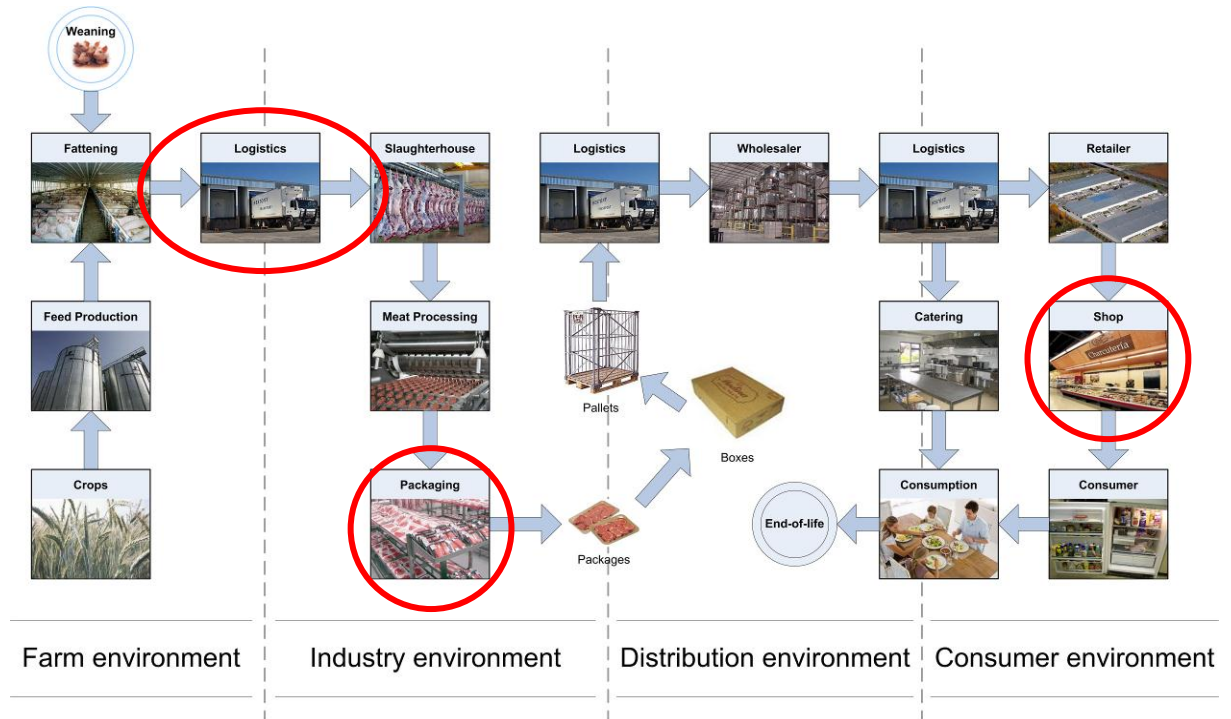 Weaning
Fattening
Logistics
Slaughterhouse
Logistics
Wholesaler
Logistics
Retailer
Feed Production
Meat Processing
Pallets
Catering
Shop
Charcuteria
Boxes
Crops
Packaging
Packages
End-of-life
Consumption
Consumer
Farm environment
Industry environment
Distribution environment
Consumer environment